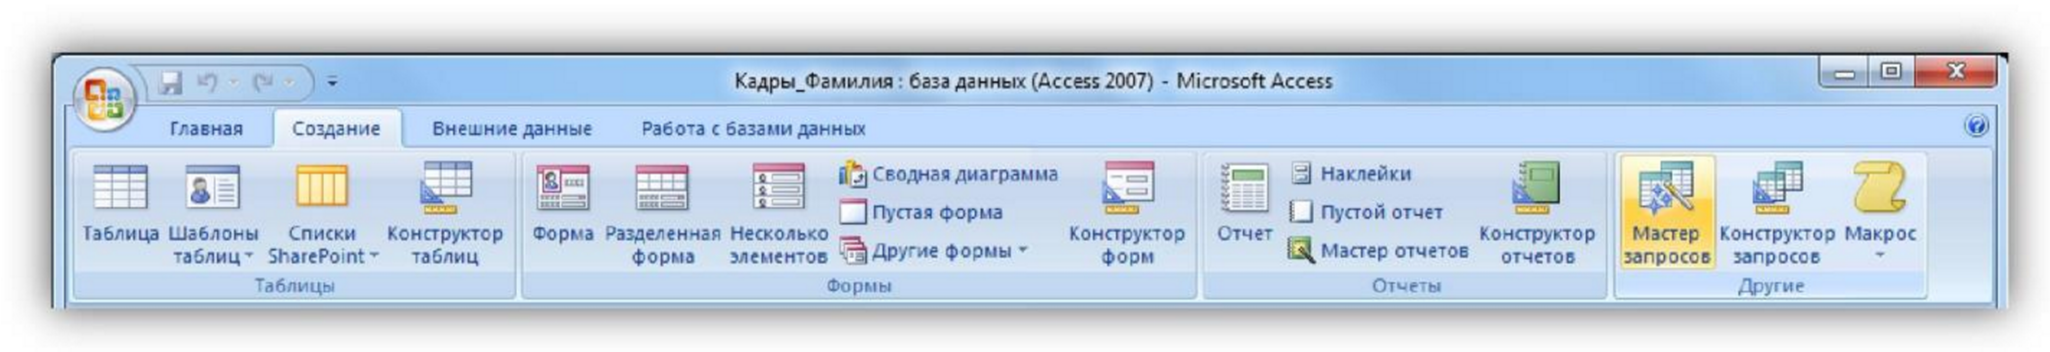 Кадры_Фамилия : база данных (Access 2007) - Microsoft Access
Главная Создание Внешние данные Работа с базами данных
Таблица
Шаблоны
таблиц
Списки
SharePoint
Конструктор
таблиц
Таблицы
Форма
Разделенная
форма
Несколько
элементов
Сводная диаграмма
Пустая форма
Другие формы
Конструктор
форм
Формы
Отчет
Наклейки
Пустой отчет
Мастер отчетов
Конструктор
отчетов
Отчеты
Мастер
запросов
Конструктор
запросов
Макрос
Другие